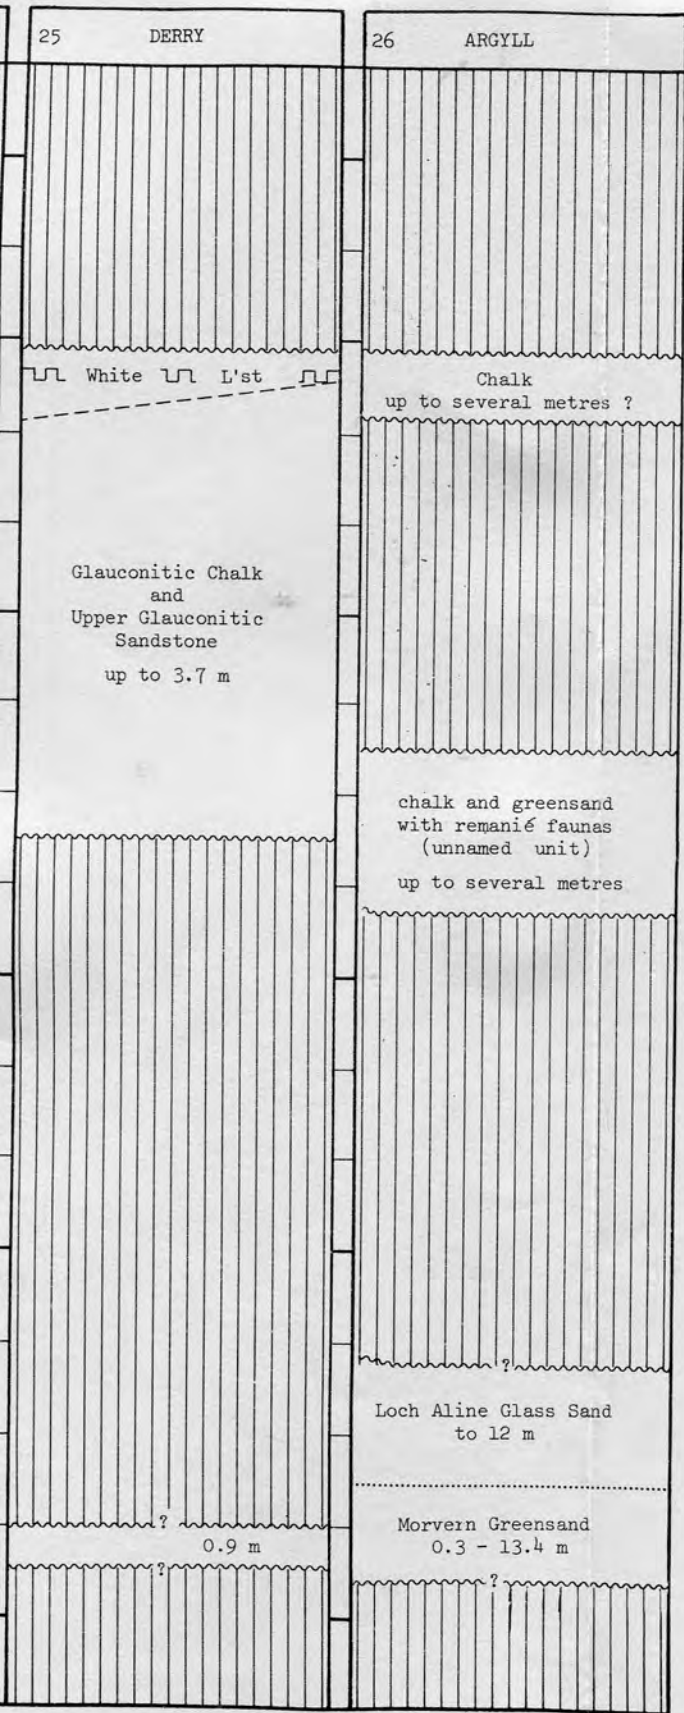 25 DERRY
White L'st
Glauconitic Chalk
and
Upper Glauconitic
Sandstone
up to 3.7 m
?
0.9 m
?
26 ARGYLL
Chalk
up to several metres ?
chalk and greensand
with remanié faunas
(unnamed unit)
up to several metres
?
Loch Aline Glass Sand
to 12 m
Morvern Greensand
0.3 - 13.4 m
?